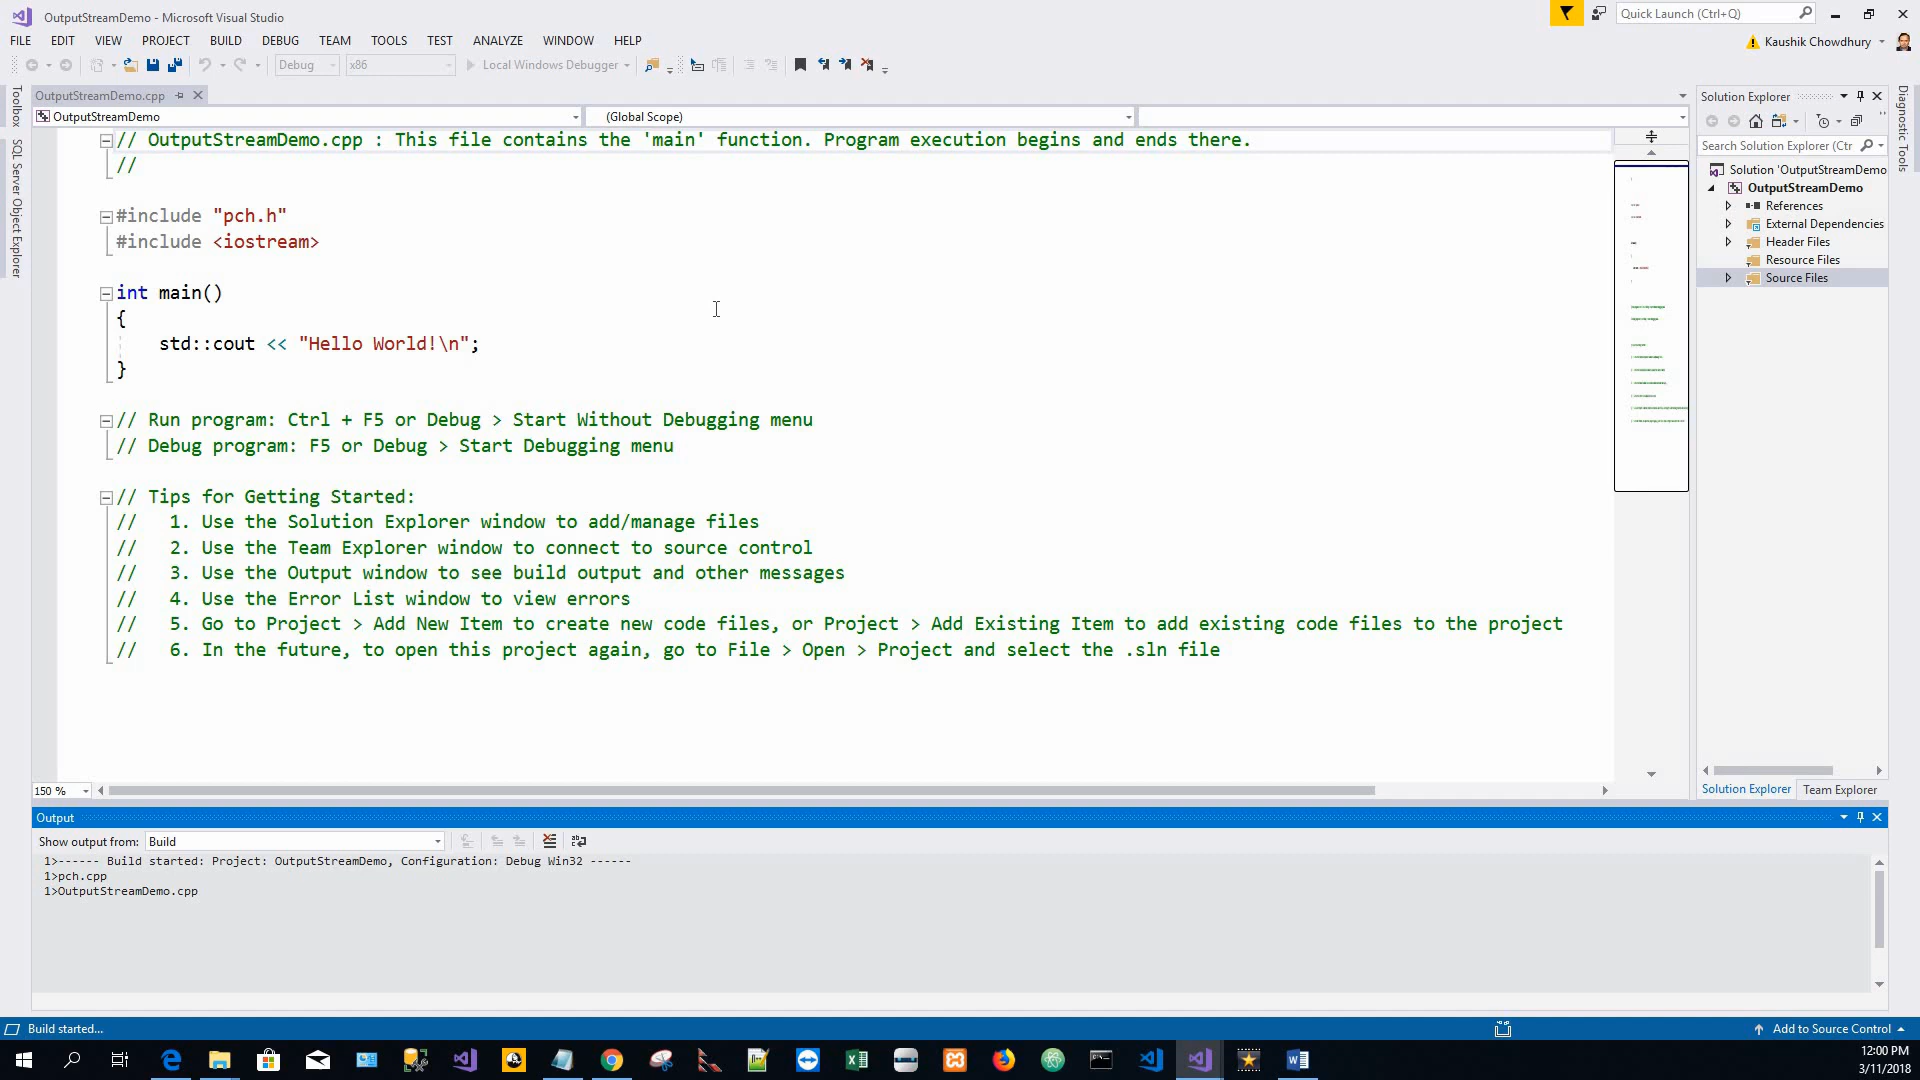 OutputStreamDemo - Microsoft Visual Studio
Quick Launch (Ctrl+Q)
FILE EDIT VIEW PROJECT BUILD DEBUG TEAM TOOLS TEST ANALYZE WINDOW HELP
Kaushik Chowdhury
Debug x86 Local Windows Debugger
Toolbox
SQL Server Object Explorer
OutputStreamDemo.cpp
OutputStreamDemo (Global Scope)
// OutputStreamDemo.cpp : This file contains the 'main' function. Program execution begins and ends there.
//
#include "pch.h"
#include <iostream>
int main()
{
std::cout << "Hello World!\n";
}
// Run program: Ctrl + F5 or Debug > Start Without Debugging menu
// Debug program: F5 or Debug > Start Debugging menu
// Tips for Getting Started:
// 1. Use the Solution Explorer window to add/manage files
// 2. Use the Team Explorer window to connect to source control
// 3. Use the Output window to see build output and other messages
// 4. Use the Error List window to view errors
// 5. Go to Project > Add New Item to create new code files, or Project > Add Existing Item to add existing code files to the project
// 6. In the future, to open this project again, go to File > Open > Project and select the .sln file
150 %
Solution Explorer
Search Solution Explorer (Ctr
Solution 'OutputStreamDemo
OutputStreamDemo
References
External Dependencies
Header Files
Resource Files
Source Files
Solution Explorer Team Explorer
Diagnostic Tools
Output
Show output from: Build
1>------ Build started: Project: OutputStreamDemo, Configuration: Debug Win32 ------
1>pch.cpp
1>OutputStreamDemo.cpp
Build started...
Add to Source Control
12:00 PM
3/11/2018